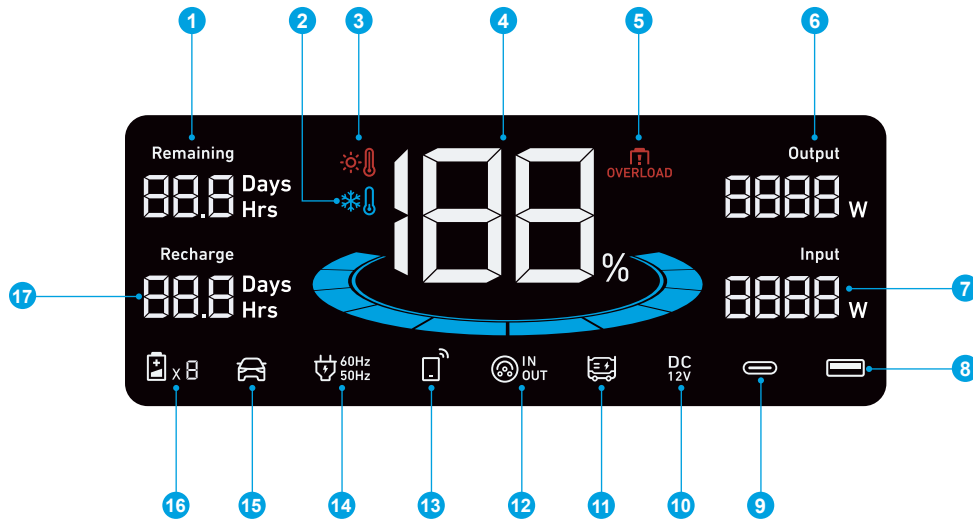 1
2
3
4
5
6
Remaining
88.8 Days
Hrs
188 %
OVERLOAD
Output
8888 W
Recharge
88.8 Days
Hrs
Input
8888 W
17
7
x 8
60Hz
50Hz
IN
OUT
DC
12V
8
16
15
14
13
12
11
10
9